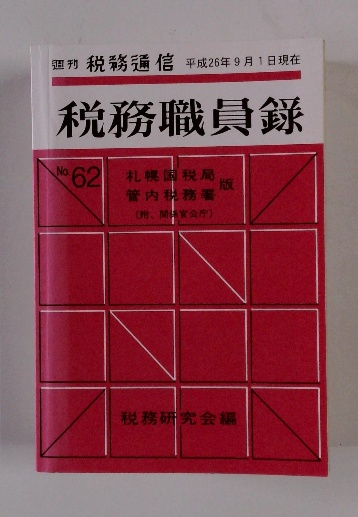 週刊 税務通信 平成26年9月1日現在
税務職員録
No.62
札幌国税局
管内税務署
版
(附、関係官公庁)
税務研究会編